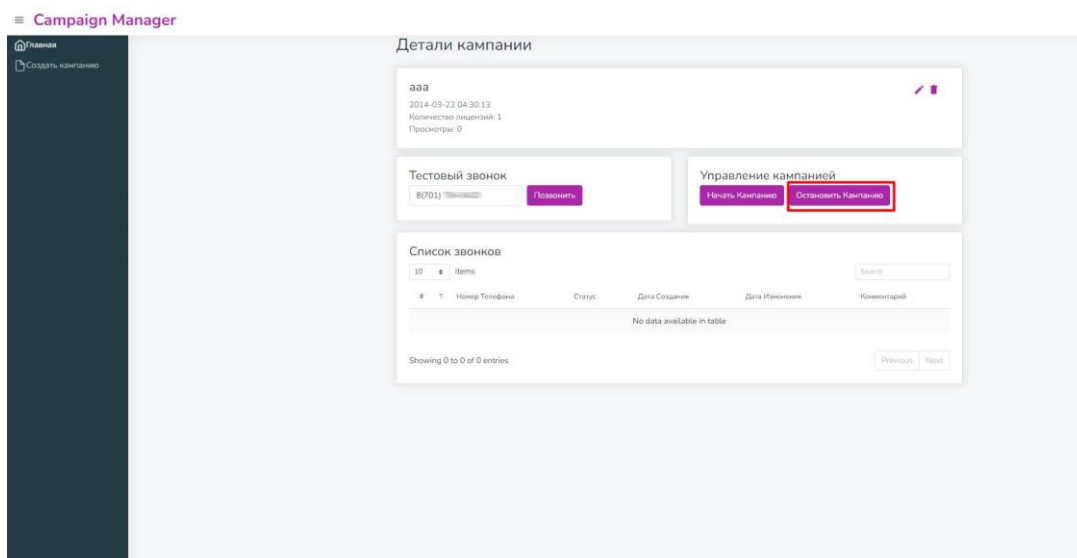 ≡ Campaign Manager
Главная
Создать кампанию
Детали кампании
aaa
2014-03-22 04:30:13
Количество лицензий: 1
Просмотры: 0
Тестовый звонок
8(701)
Позвонить
Управление кампанией
Начать Кампанию
Остановить Кампанию
Список звонков
10 items
Search
# ↑ Номер Телефона Статус Дата Создания Дата Изменения Комментарий
No data available in table
Showing 0 to 0 of 0 entries
Previous Next